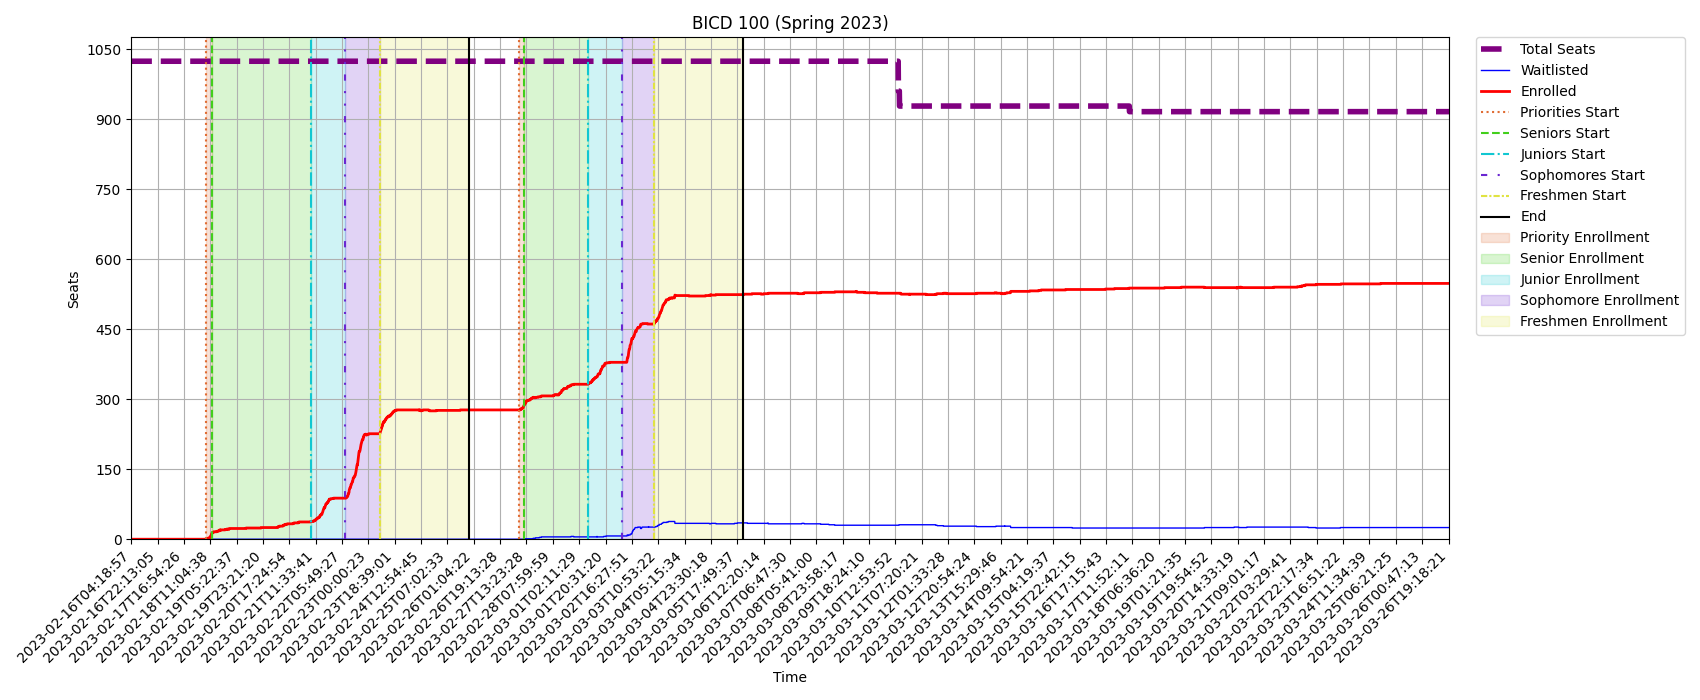 BICD 100 (Spring 2023)
Seats
1050
900
750
600
450
300
150
0
2023-02-16T04:18:57
2023-02-16T22:13:05
2023-02-17T16:54:26
2023-02-18T11:04:38
2023-02-19T05:22:37
2023-02-19T23:21:20
2023-02-20T17:24:54
2023-02-21T11:33:41
2023-02-22T05:49:27
2023-02-23T00:00:23
2023-02-23T18:39:01
2023-02-24T12:54:45
2023-02-25T07:02:33
2023-02-26T01:04:22
2023-02-26T19:13:28
2023-02-27T13:23:28
2023-02-28T07:59:59
2023-03-01T02:11:29
2023-03-01T20:31:20
2023-03-02T16:27:51
2023-03-03T10:53:22
2023-03-04T05:15:34
2023-03-04T23:30:18
2023-03-05T17:49:37
2023-03-06T12:20:14
2023-03-07T06:47:30
2023-03-08T05:41:00
2023-03-08T23:58:17
2023-03-09T18:24:10
2023-03-10T12:53:52
2023-03-11T07:20:21
2023-03-12T01:33:28
2023-03-12T20:54:24
2023-03-13T15:29:46
2023-03-14T09:54:21
2023-03-15T04:19:37
2023-03-15T22:42:15
2023-03-16T17:15:43
2023-03-17T11:52:11
2023-03-18T06:36:20
2023-03-19T01:21:35
2023-03-19T19:54:52
2023-03-20T14:33:19
2023-03-21T09:01:17
2023-03-22T03:29:41
2023-03-22T22:17:34
2023-03-23T16:51:22
2023-03-24T11:34:39
2023-03-25T06:21:25
2023-03-26T00:47:13
2023-03-26T19:18:21
Time
Total Seats
Waitlisted
Enrolled
Priorities Start
Seniors Start
Juniors Start
Sophomores Start
Freshmen Start
End
Priority Enrollment
Senior Enrollment
Junior Enrollment
Sophomore Enrollment
Freshmen Enrollment